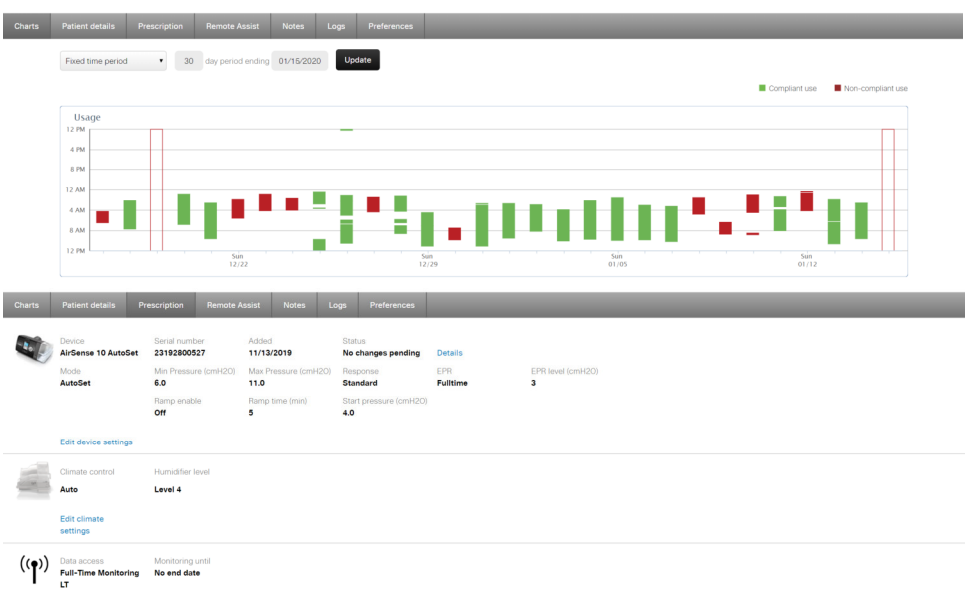 Charts Patient details Prescription Remote Assist Notes Logs Preferences
Fixed time period 30 day period ending 01/15/2020 Update
Compliant use Non-compliant use
Usage
12 PM
4 PM
8 PM
12 AM
4 AM
8 AM
12 PM
Sun Sun Sun Sun
12/22 12/29 01/05 01/12
Charts Patient details Prescription Remote Assist Notes Logs Preferences
Device Serial number Added Status
AirSense 10 AutoSet 23192800527 11/13/2019 No changes pending Details
Mode Min Pressure (cmH2O) Max Pressure (cmH2O) Response EPR EPR level (cmH2O)
AutoSet 6.0 11.0 Standard Fulltime 3
Ramp enable Ramp time (min) Start pressure (cmH2O)
Off 5 4.0
Edit device settings
Climate control Humidifier level
Auto Level 4
Edit climate
settings
Data access Monitoring until
Full-Time Monitoring No end date
LT